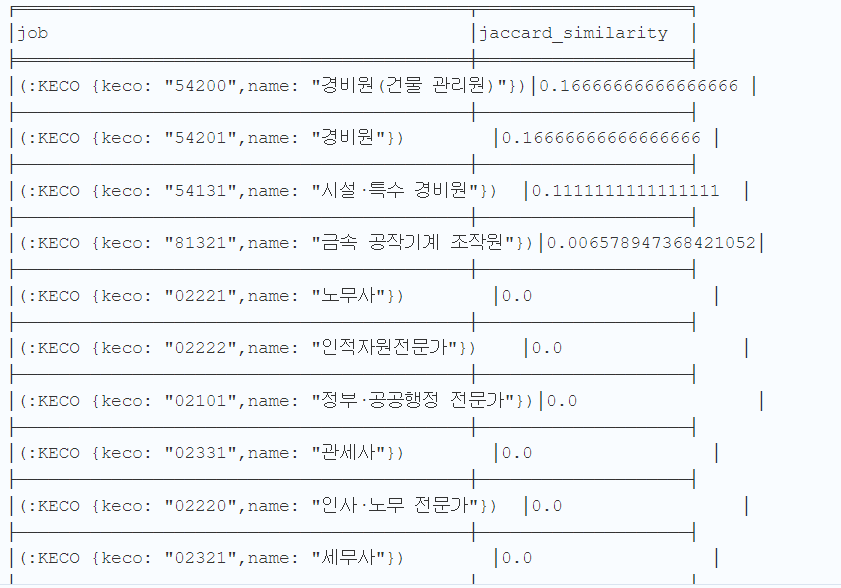 job jaccard_similarity
(:KECO {keco: "54200",name: "경비원(건물 관리원)"}) 0.16666666666666666
(:KECO {keco: "54201",name: "경비원"}) 0.16666666666666666
(:KECO {keco: "54131",name: "시설·특수 경비원"}) 0.1111111111111111
(:KECO {keco: "81321",name: "금속 공작기계 조작원"}) 0.006578947368421052
(:KECO {keco: "02221",name: "노무사"}) 0.0
(:KECO {keco: "02222",name: "인적자원전문가"}) 0.0
(:KECO {keco: "02101",name: "정부·공공행정 전문가"}) 0.0
(:KECO {keco: "02331",name: "관세사"}) 0.0
(:KECO {keco: "02220",name: "인사·노무 전문가"}) 0.0
(:KECO {keco: "02321",name: "세무사"}) 0.0